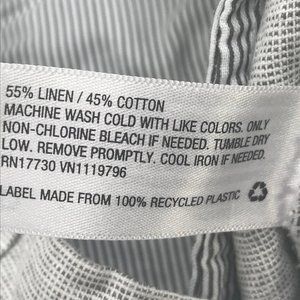 55% LINEN / 45% COTTON
MACHINE WASH COLD WITH LIKE COLORS. ONLY
NON-CHLORINE BLEACH IF NEEDED. TUMBLE DRY
LOW. REMOVE PROMPTLY. COOL IRON IF NEEDED.
RN17730 VN1119796
LABEL MADE FROM 100% RECYCLED PLASTIC